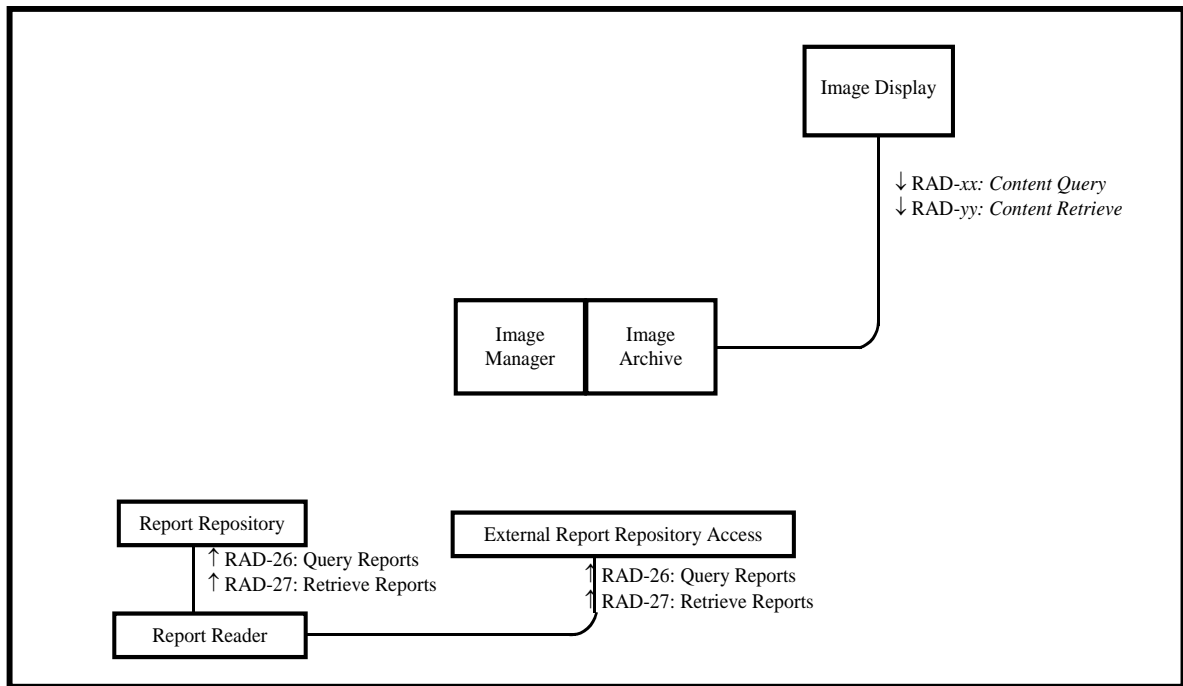 Image Display
↓ RAD-xx: Content Query
↓ RAD-yy: Content Retrieve
Image
Manager
Image
Archive
Report Repository
↑ RAD-26: Query Reports
↑ RAD-27: Retrieve Reports
External Report Repository Access
↑ RAD-26: Query Reports
↑ RAD-27: Retrieve Reports
Report Reader